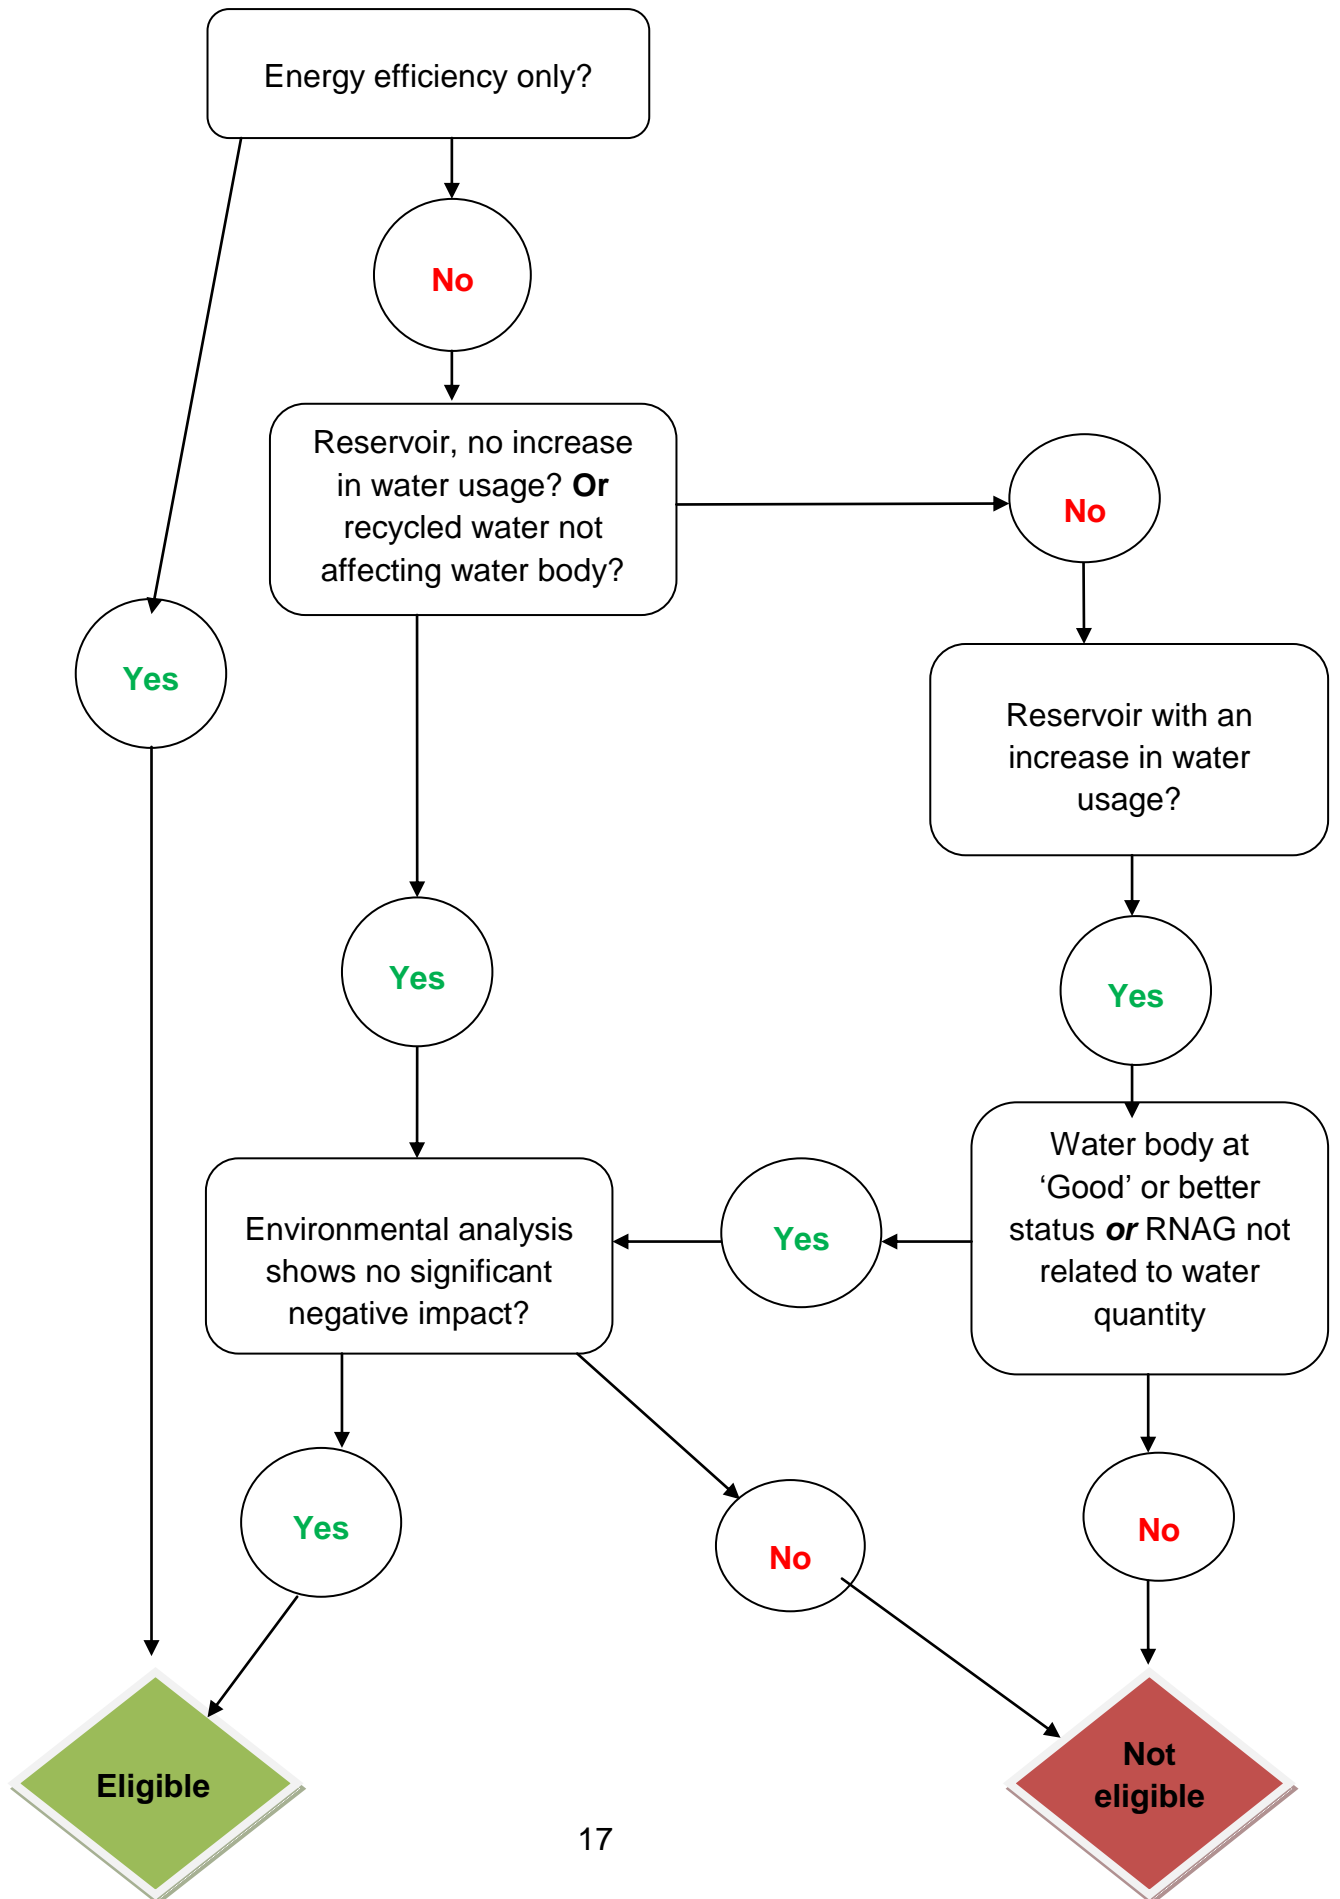 Energy efficiency only?
No
Reservoir, no increase
in water usage? Or
recycled water not
affecting water body?
No
Yes
Reservoir with an
increase in water
usage?
Yes
Yes
Water body at
‘Good’ or better
status or RNAG not
related to water
quantity
Yes
Environmental analysis
shows no significant
negative impact?
Yes
No
No
Eligible
Not
eligible
17